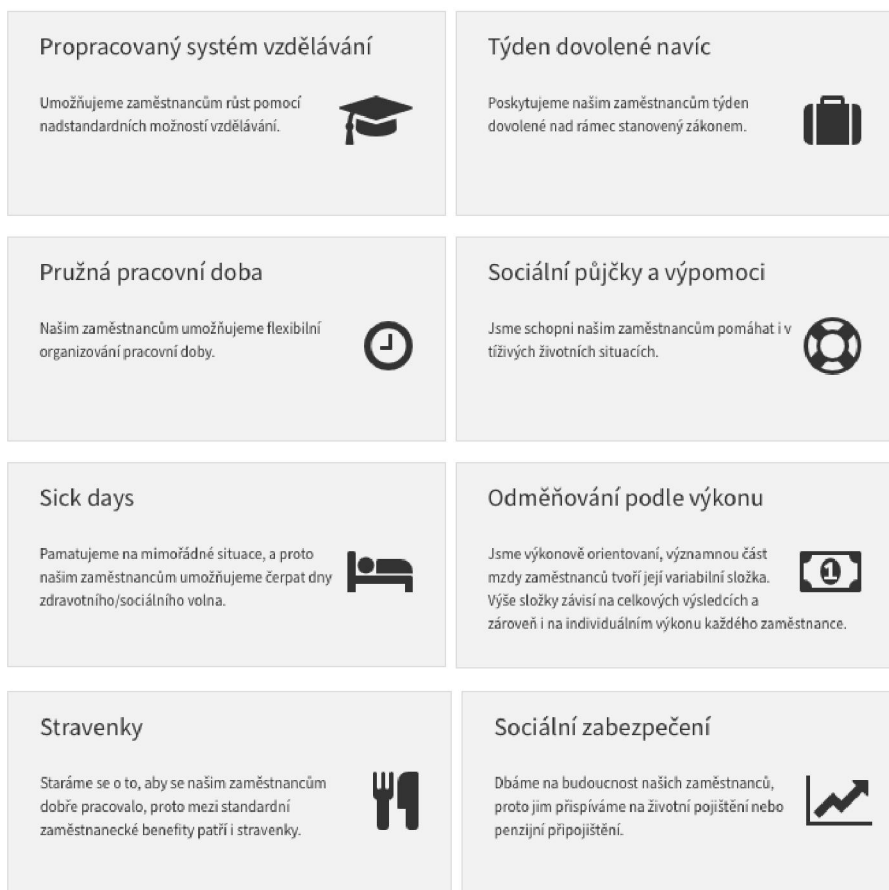 Propracovaný systém vzdělávání
Umožňujeme zaměstnancům růst pomocí
nadstandardních možností vzdělávání.
Týden dovolené navíc
Poskytujeme našim zaměstnancům týden
dovolené nad rámec stanovený zákonem.
Pružná pracovní doba
Našim zaměstnancům umožňujeme flexibilní
organizování pracovní doby.
Sociální půjčky a výpomoci
Jsme schopni našim zaměstnancům pomáhat i v
tíživých životních situacích.
Sick days
Pamatujeme na mimořádné situace, a proto
našim zaměstnancům umožňujeme čerpat dny
zdravotního/sociálního volna.
Odměňování podle výkonu
Jsme výkonově orientovaní, významnou část
mzdy zaměstnanců tvoří její variabilní složka.
Výše složky závisí na celkových výsledcích a
zároveň i na individuálním výkonu každého zaměstnance.
1
Stravenky
Staráme se o to, aby se našim zaměstnancům
dobře pracovalo, proto mezi standardní
zaměstnanecké benefity patří i stravenky.
Sociální zabezpečení
Dbáme na budoucnost našich zaměstnanců,
proto jim přispíváme na životní pojištění nebo
penzijní připojištění.